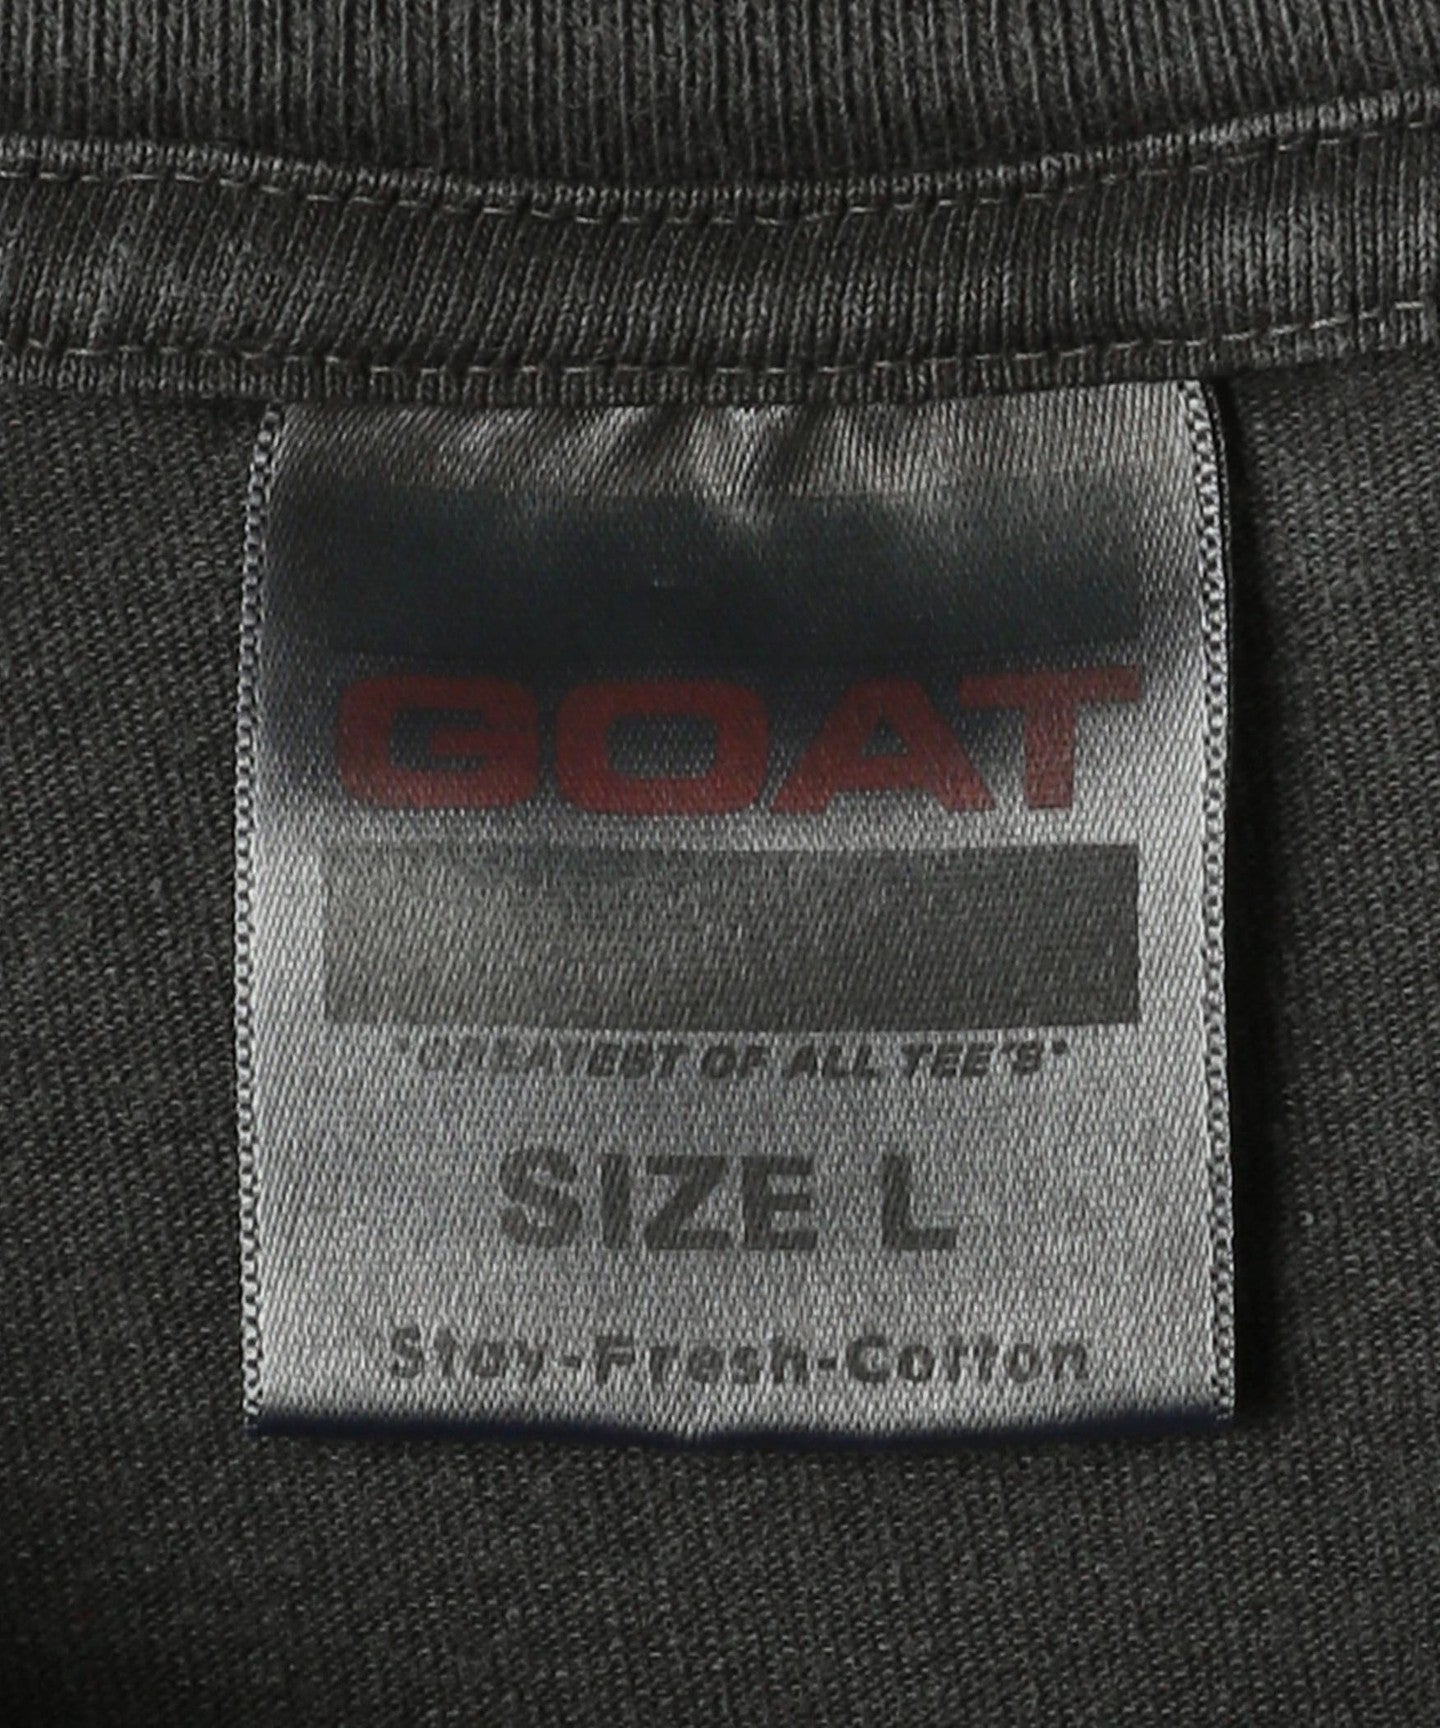 GOAT
"GREATEST OF ALL TEE'S"
SIZE L
Stay-Fresh-Cotton